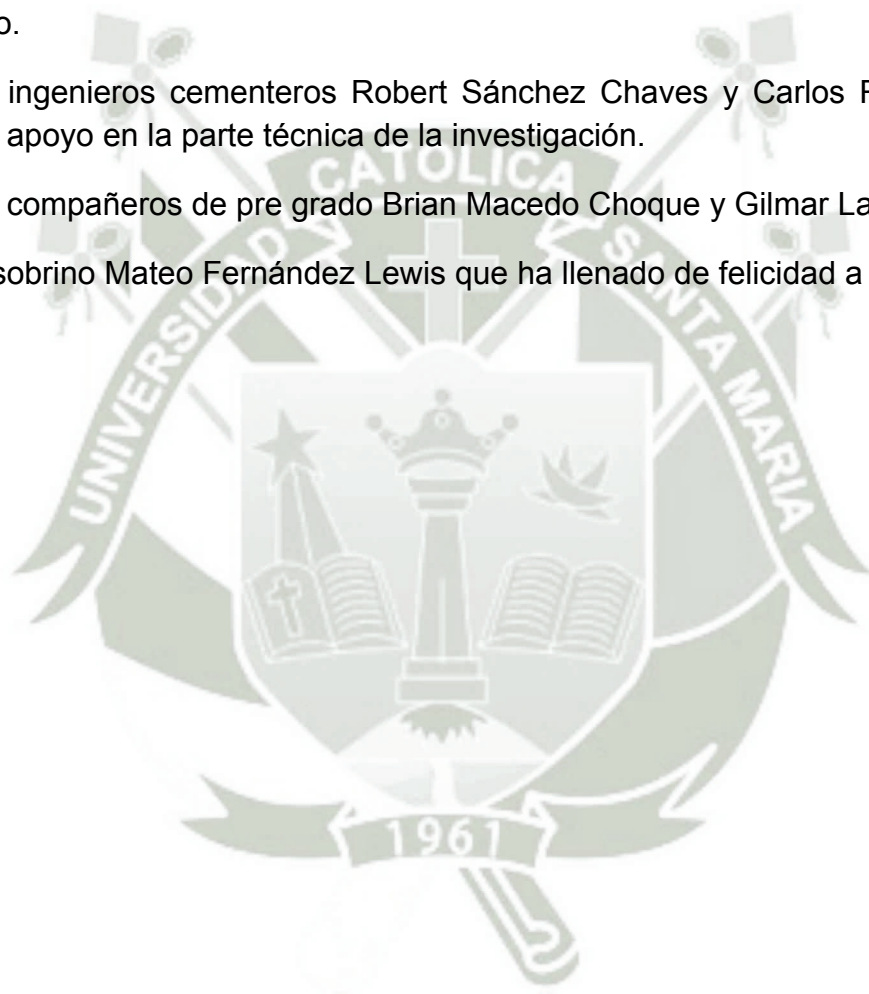 o.
ingenieros cementeros Robert Sánchez Chaves y Carlos
apoyo en la parte técnica de la investigación.
compañeros de pre grado Brian Macedo Choque y Gilmar La
sobrino Mateo Fernández Lewis que ha llenado de felicidad a
UNIVERSIDAD CATOLICA SANTA MARIA
1961